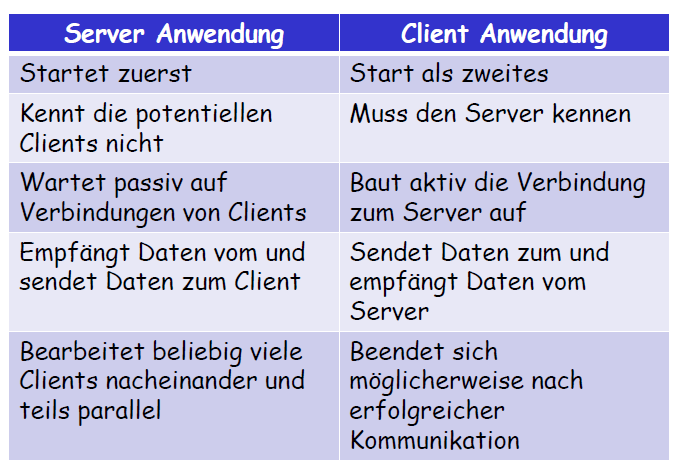 Server Anwendung
Client Anwendung
Startet zuerst
Start als zweites
Kennt die potentiellen
Clients nicht
Muss den Server kennen
Wartet passiv auf
Verbindungen von Clients
Baut aktiv die Verbindung
zum Server auf
Empfängt Daten vom und
sendet Daten zum Client
Sendet Daten zum und
empfängt Daten vom
Server
Bearbeitet beliebig viele
Clients nacheinander und
teils parallel
Beendet sich
möglicherweise nach
erfolgreicher
Kommunikation